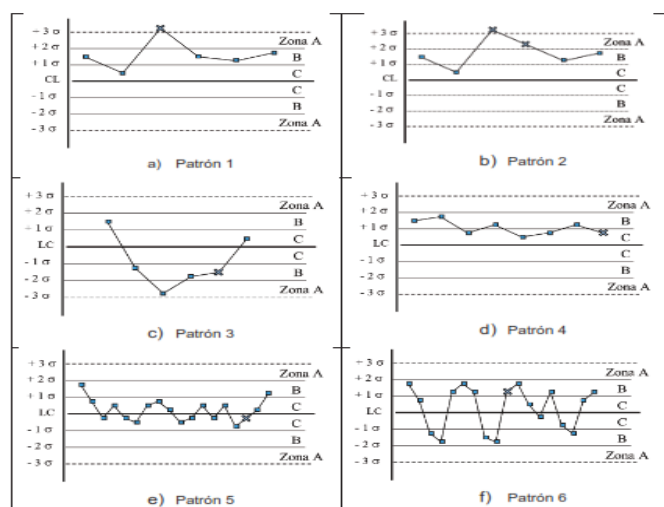 + 3 σ
Zona A
+ 2 σ
B
+ 1 σ
C
CL
C
- 1 σ
B
- 2 σ
Zona A
- 3 σ
a) Patrón 1
+ 3 σ
Zona A
+ 2 σ
B
+ 1 σ
C
CL
C
- 1 σ
B
- 2 σ
Zona A
- 3 σ
b) Patrón 2
+ 3 σ
Zona A
+ 2 σ
B
+ 1 σ
C
LC
C
- 1 σ
B
- 2 σ
Zona A
- 3 σ
c) Patrón 3
+ 3 σ
Zona A
+ 2 σ
B
+ 1 σ
C
LC
C
- 1 σ
B
- 2 σ
Zona A
- 3 σ
d) Patrón 4
+ 3 σ
Zona A
+ 2 σ
B
+ 1 σ
C
LC
C
- 1 σ
B
- 2 σ
Zona A
- 3 σ
e) Patrón 5
+ 3 σ
Zona A
+ 2 σ
B
+ 1 σ
C
LC
C
- 1 σ
B
- 2 σ
Zona A
- 3 σ
f) Patrón 6